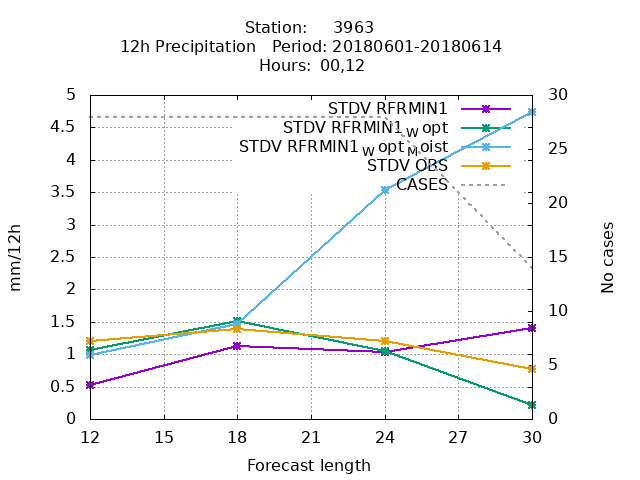 Station: 3963
12h Precipitation Period: 20180601-20180614
Hours: 00,12
STDV RFRMIN1
STDV RFRMIN1_W opt
STDV RFRMIN1_W opt_M oist
STDV OBS
CASES
5
4.5
4
3.5
3
2.5
2
1.5
1
0.5
0
mm/12h
30
25
20
15
10
5
0
No cases
12 15 18 21 24 27 30
Forecast length